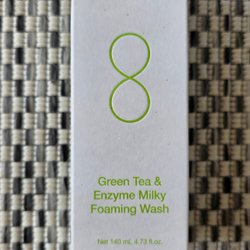 8
Green Tea &
Enzyme Milky
Foaming Wash
Net 140 mL 4.73 fl.oz.